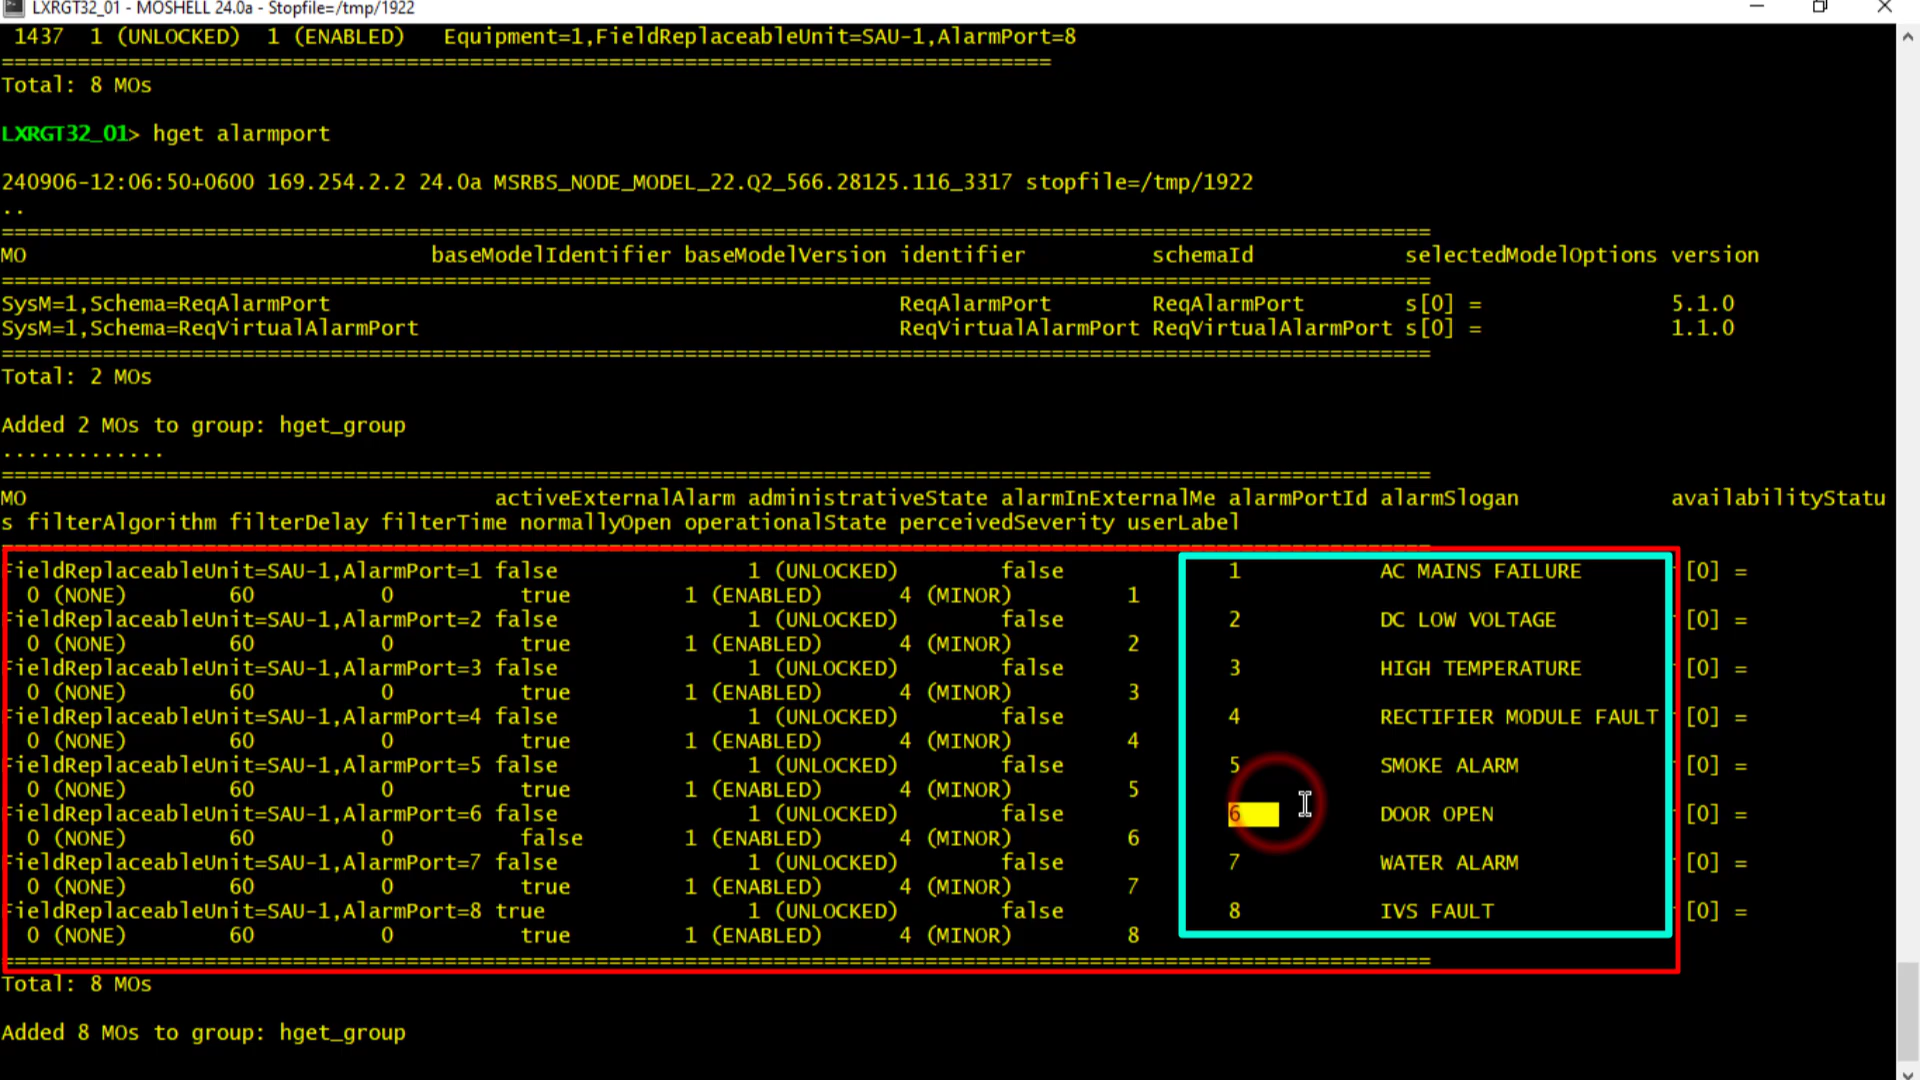 LXRGT32_01 - MOSHELL 24.0a - Stopfile=/tmp/1922
1437 1 (UNLOCKED) 1 (ENABLED) Equipment=1,FieldReplaceableUnit=SAU-1,AlarmPort=8
===================================================================================
Total: 8 MOs
LXRGT32_01> hget alarmport
240906-12:06:50+0600 169.254.2.2 24.0a MSRBS_NODE_MODEL_22.Q2_566.28125.116_3317 stopfile=/tmp/1922
..
=================================================================================================================
MO baseModelIdentifier baseModelVersion identifier schemaId selectedModelOptions version
=================================================================================================================
SysM=1,Schema=ReqAlarmPort ReqAlarmPort ReqAlarmPort s[0] = 5.1.0
SysM=1,Schema=ReqVirtualAlarmPort ReqVirtualAlarmPort ReqVirtualAlarmPort s[0] = 1.1.0
=================================================================================================================
Total: 2 MOs
Added 2 MOs to group: hget_group
.............
=================================================================================================================
MO activeExternalAlarm administrativeState alarmInExternalMe alarmPortId alarmSlogan availabilityStatu
s filterAlgorithm filterDelay filterTime normallyOpen operationalState perceivedSeverity userLabel
=================================================================================================================
FieldReplaceableUnit=SAU-1,AlarmPort=1 false 1 (UNLOCKED) false 1 AC MAINS FAILURE [0] =
0 (NONE) 60 0 true 1 (ENABLED) 4 (MINOR) 1
FieldReplaceableUnit=SAU-1,AlarmPort=2 false 1 (UNLOCKED) false 2 DC LOW VOLTAGE [0] =
0 (NONE) 60 0 true 1 (ENABLED) 4 (MINOR) 2
FieldReplaceableUnit=SAU-1,AlarmPort=3 false 1 (UNLOCKED) false 3 HIGH TEMPERATURE [0] =
0 (NONE) 60 0 true 1 (ENABLED) 4 (MINOR) 3
FieldReplaceableUnit=SAU-1,AlarmPort=4 false 1 (UNLOCKED) false 4 RECTIFIER MODULE FAULT [0] =
0 (NONE) 60 0 true 1 (ENABLED) 4 (MINOR) 4
FieldReplaceableUnit=SAU-1,AlarmPort=5 false 1 (UNLOCKED) false 5 SMOKE ALARM [0] =
0 (NONE) 60 0 true 1 (ENABLED) 4 (MINOR) 5
FieldReplaceableUnit=SAU-1,AlarmPort=6 false 1 (UNLOCKED) false 6 DOOR OPEN [0] =
0 (NONE) 60 0 false 1 (ENABLED) 4 (MINOR) 6
FieldReplaceableUnit=SAU-1,AlarmPort=7 false 1 (UNLOCKED) false 7 WATER ALARM [0] =
0 (NONE) 60 0 true 1 (ENABLED) 4 (MINOR) 7
FieldReplaceableUnit=SAU-1,AlarmPort=8 true 1 (UNLOCKED) false 8 IVS FAULT [0] =
0 (NONE) 60 0 true 1 (ENABLED) 4 (MINOR) 8
=================================================================================================================
Total: 8 MOs
Added 8 MOs to group: hget_group